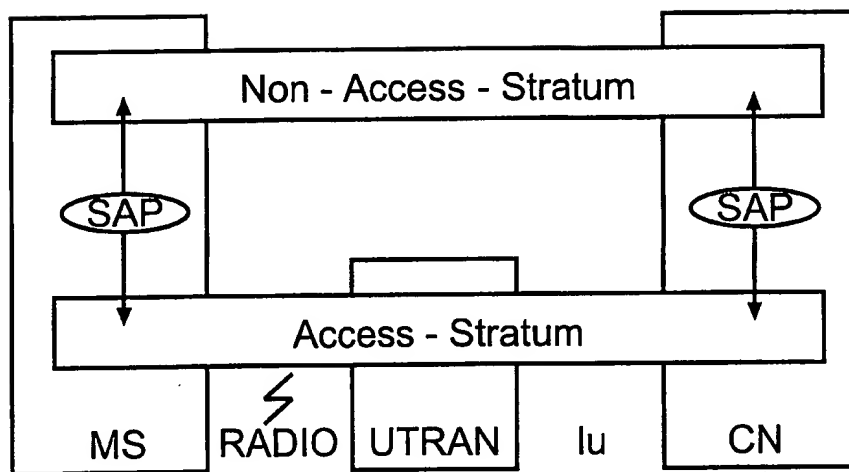 Non - Access - Stratum
SAP SAP
Access - Stratum
MS RADIO UTRAN Iu CN